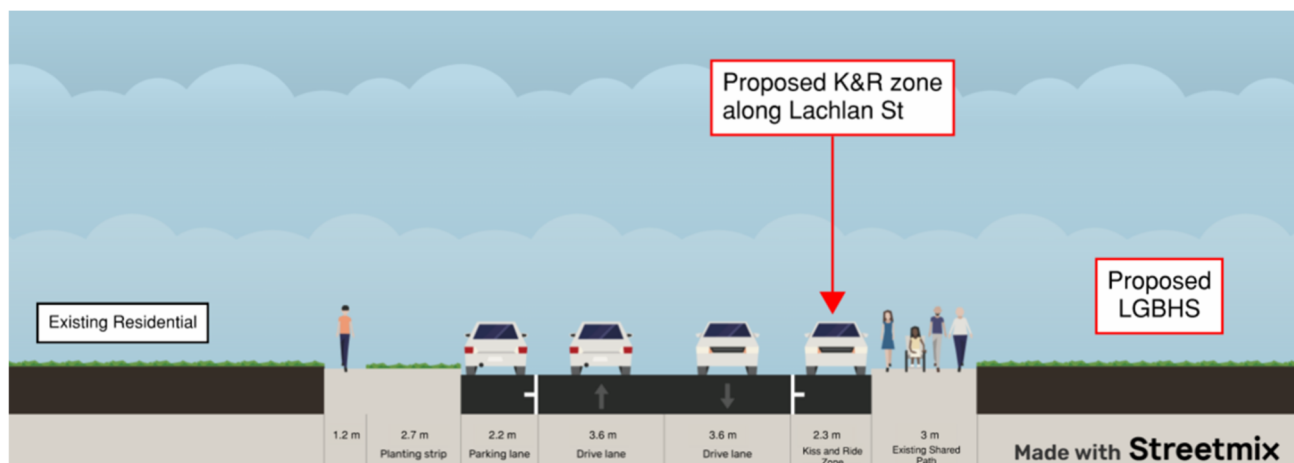 Proposed K&R zone
along Lachlan St
Existing Residential
Proposed
LGBHS
1.2 m
2.7 m
Planting strip
2.2 m
Parking lane
3.6 m
Drive lane
3.6 m
Drive lane
2.3 m
Kiss and Ride
Zone
3 m
Existing Shared
Path
Made with Streetmix